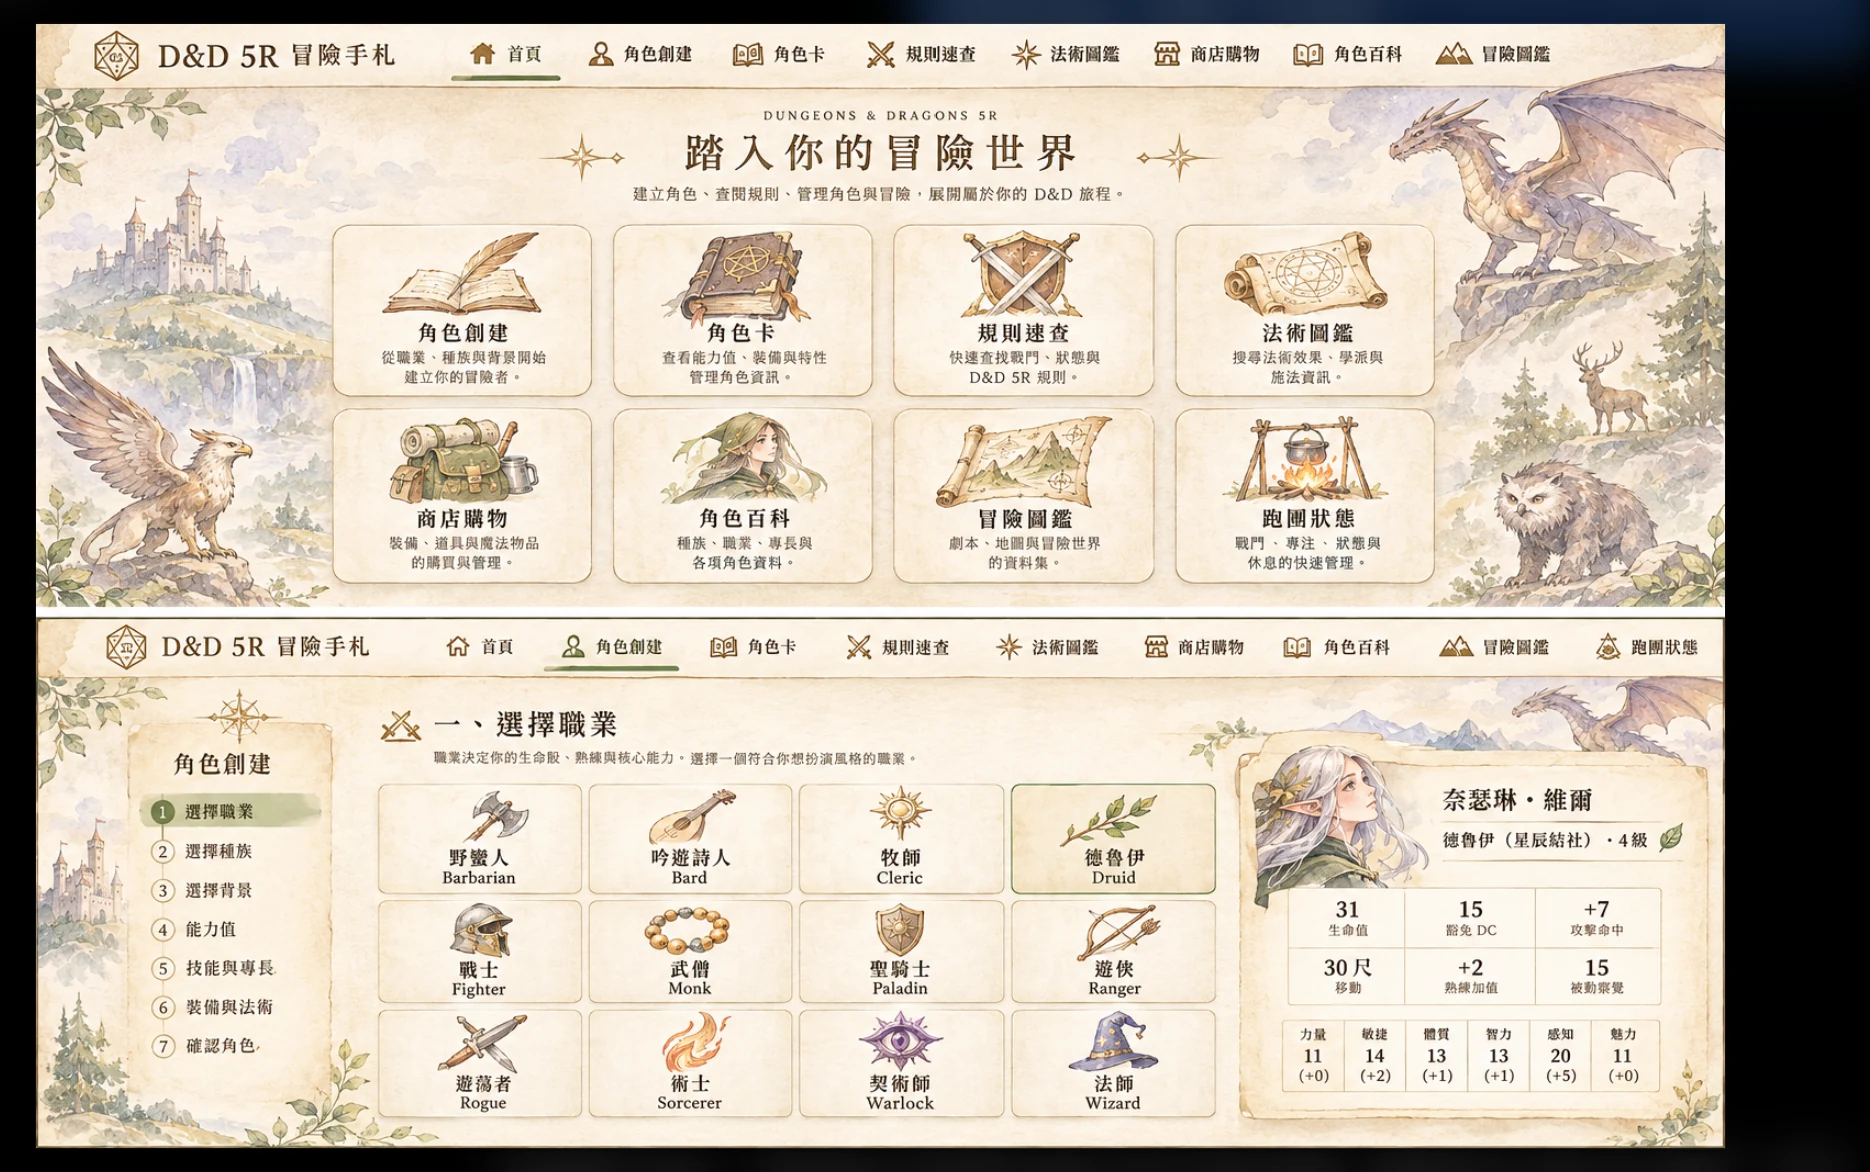 D&D 5R 冒險手札
首頁
角色創建
角色卡
規則速查
法術圖鑑
商店購物
角色百科
冒險圖鑑
DUNGEONS & DRAGONS 5R
踏入你的冒險世界
建立角色、查閱規則、管理角色與冒險，展開屬於你的 D&D 旅程。
角色創建
從職業、種族與背景開始
建立你的冒險者。
角色卡
查看能力值、裝備與特性
管理角色資訊。
規則速查
快速查找戰鬥、狀態與
D&D 5R 規則。
法術圖鑑
搜尋法術效果、學派與
施法資訊。
商店購物
裝備、道具與魔法物品
的購買與管理。
角色百科
種族、職業、專長與
各項角色資料。
冒險圖鑑
劇本、地圖與冒險世界
的資料集。
跑團狀態
戰鬥、專注、狀態與
休息的快速管理。
D&D 5R 冒險手札
首頁
角色創建
角色卡
規則速查
法術圖鑑
商店購物
角色百科
冒險圖鑑
跑團狀態
角色創建
1 選擇職業
2 選擇種族
3 選擇背景
4 能力值
5 技能與專長
6 裝備與法術
7 確認角色
一、選擇職業
職業決定你的生命骰、熟練與核心能力。選擇一個符合你想扮演風格的職業。
野蠻人
Barbarian
吟遊詩人
Bard
牧師
Cleric
德魯伊
Druid
戰士
Fighter
武僧
Monk
聖騎士
Paladin
遊俠
Ranger
遊蕩者
Rogue
術士
Sorcerer
契術師
Warlock
法師
Wizard
奈瑟琳・維爾
德魯伊（星辰結社）・4級
31
生命值
15
豁免 DC
+7
攻擊命中
30 尺
移動
+2
熟練加值
15
被動察覺
力量
11
(+0)
敏捷
14
(+2)
體質
13
(+1)
智力
13
(+1)
感知
20
(+5)
魅力
11
(+0)